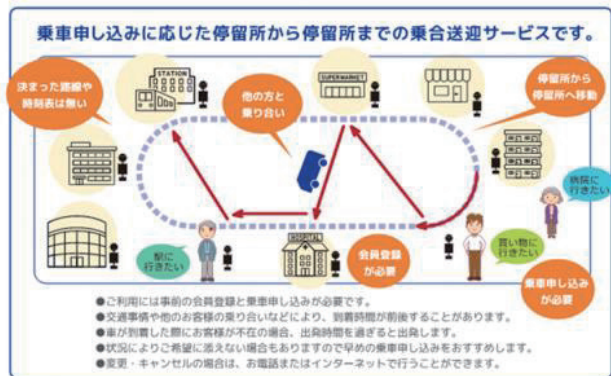 乗車申し込みに応じた停留所から停留所までの乗合送迎サービスです。
決まった路線や
時刻表は無い
STATION
他の方と
乗り合い
SUPERMARKET
停留所から
停留所へ移動
病院に
行きたい
駅に
行きたい
HOSPITAL
会員登録
が必要
買い物に
行きたい
乗車申し込み
が必要
●ご利用には事前の会員登録と乗車申し込みが必要です。
●交通事情や他のお客様の乗り合いなどにより、到着時間が前後することがあります。
●車が到着した際にお客様が不在の場合、出発時間を過ぎると出発します。
●状況によりご希望に添えない場合もありますので早めの乗車申し込みをおすすめします。
●変更・キャンセルの場合は、お電話またはインターネットで行うことができます。